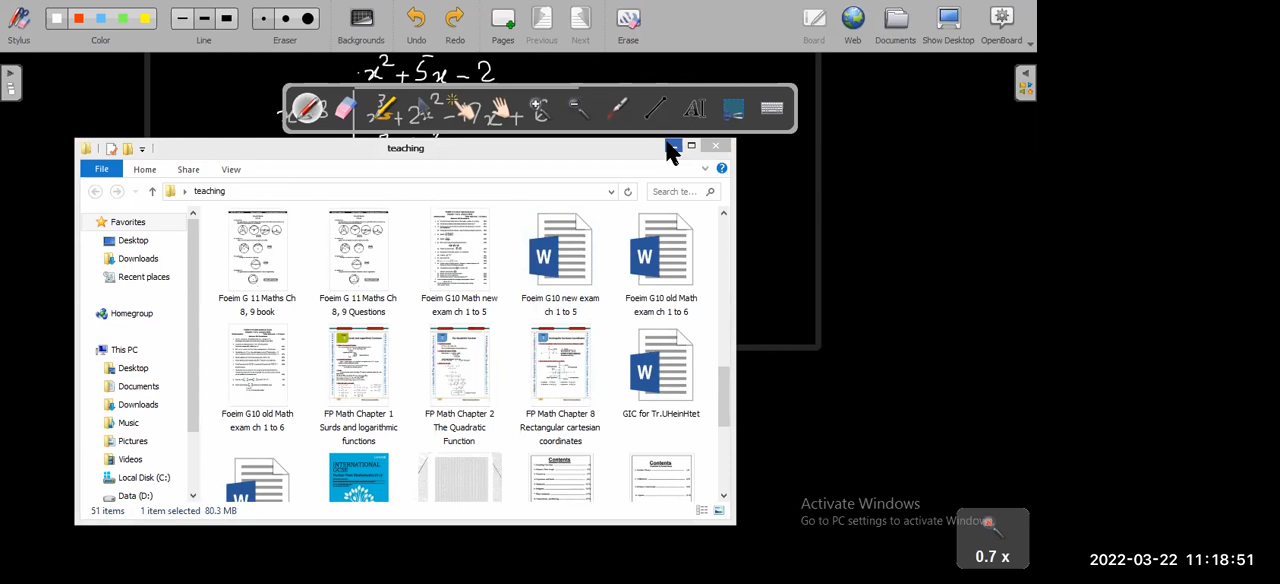 Stylus Color Line Eraser Backgrounds Undo Redo Pages Previous Next Erase Board Web Documents Show Desktop OpenBoard
x² + 5x - 2
AI
teaching
File Home Share View
teaching
Search te...
Favorites
Desktop
Downloads
Recent places
Homegroup
This PC
Desktop
Documents
Downloads
Music
Pictures
Videos
Local Disk (C:)
Data (D:)
Foeim G 11 Maths Ch 8, 9 book
Foeim G 11 Maths Ch 8, 9 Questions
Foeim G10 Math new exam ch 1 to 5
Foeim G10 new exam ch 1 to 5
Foeim G10 old Math exam ch 1 to 6
Foeim G10 old Math exam ch 1 to 6
FP Math Chapter 1 Surds and logarithmic functions
FP Math Chapter 2 The Quadratic Function
FP Math Chapter 8 Rectangular cartesian coordinates
GIC for Tr.UHeinHtet
INTERNATIONAL GCSE
Contents
Contents
51 items 1 item selected 80.3 MB
Activate Windows
Go to PC settings to activate Windows.
0.7 x
2022-03-22 11:18:51